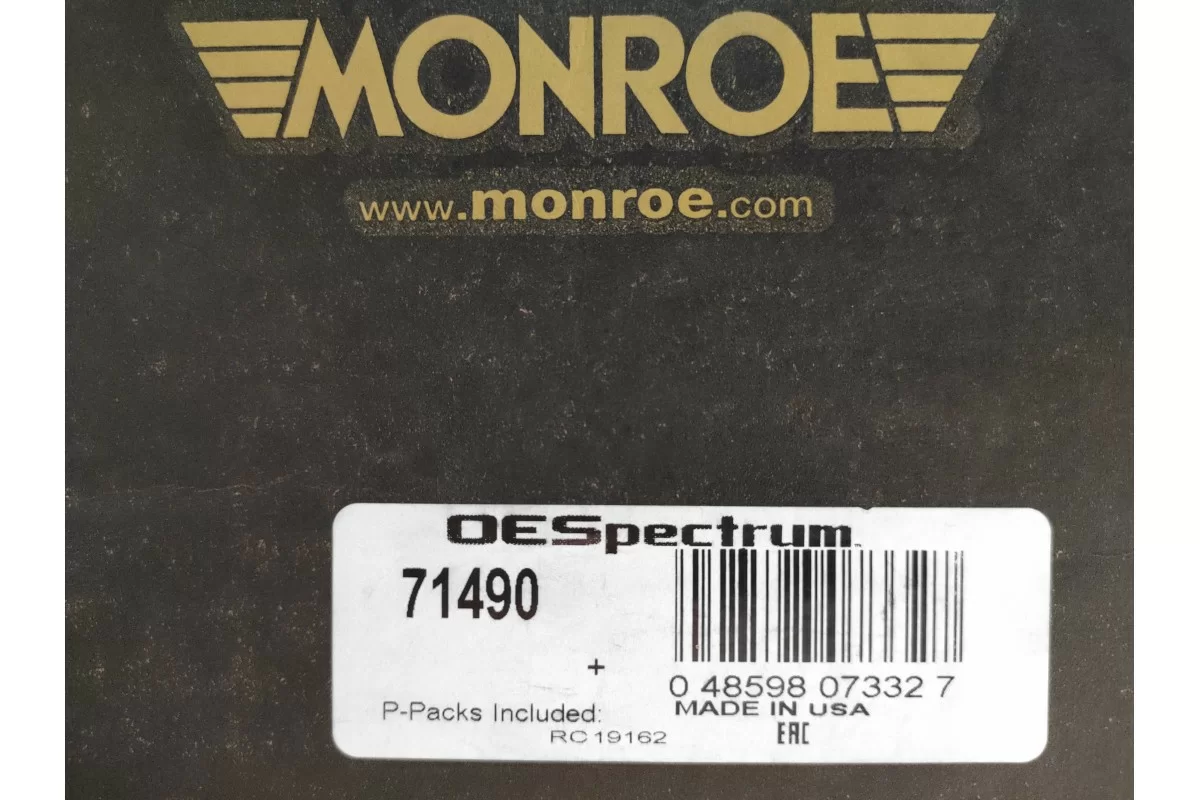 MONROE
www.monroe.com
OESpectrum
71490
+
0 48598 07332 7
P-Packs Included:
MADE IN USA
RC19162
EAC